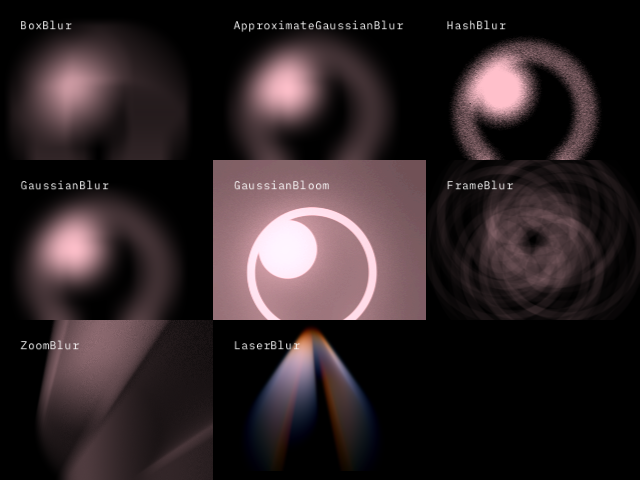 BoxBlur
ApproximateGaussianBlur
HashBlur
GaussianBlur
GaussianBloom
FrameBlur
ZoomBlur
LaserBlur